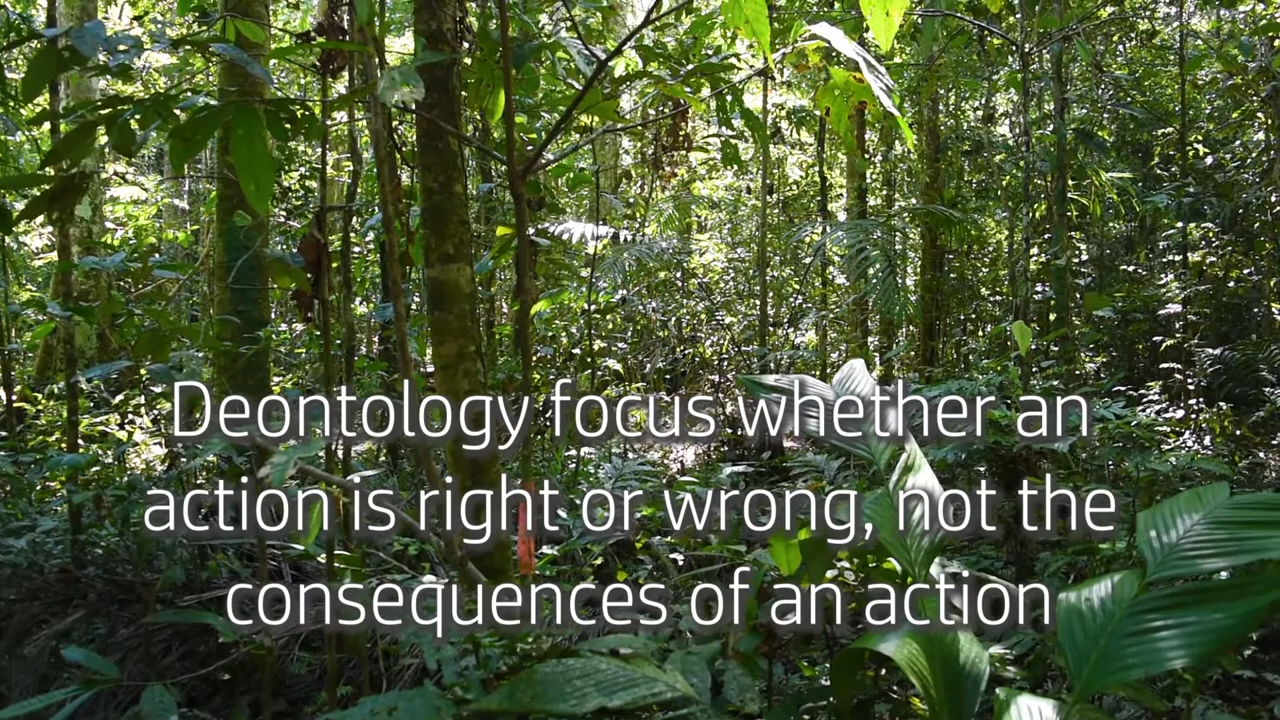 Deontology focus whether an
action is right or wrong, not the
consequences of an action